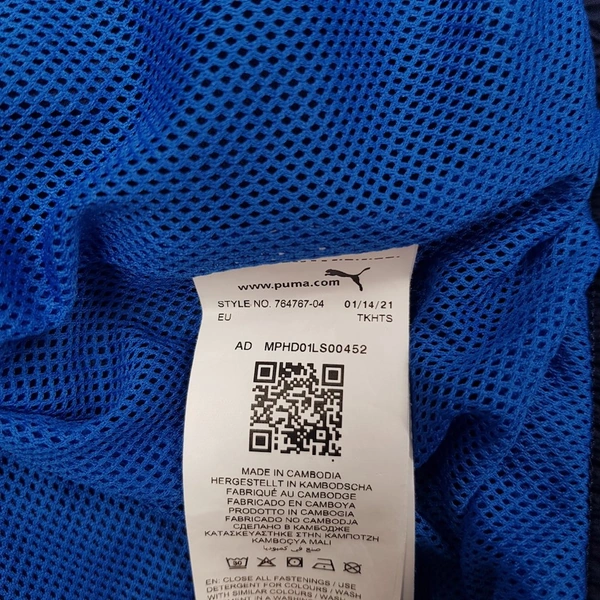 www.puma.com
STYLE NO. 764767-04 01/14/21
EU TKHTS
AD MPHD01LS00452
MADE IN CAMBODIA
HERGESTELLT IN KAMBODSCHA
FABRIQUÉ AU CAMBODGE
FABRICADO EN CAMBOYA
PRODOTTO IN CAMBOGIA
FABRICADO NO CAMBODJA
СДЕЛАНО В КАМБОДЖЕ
ΚΑΤΑΣΚΕΥΑΣΤΗΚΕ ΣΤΗΝ ΚΑΜΠΟΤΖΗ
KAMBOÇYA MALI
صنع في كمبوديا
EN: CLOSE ALL FASTENINGS / USE
DETERGENT FOR COLOURS / WASH
WITH SIMILAR COLOURS / WASH